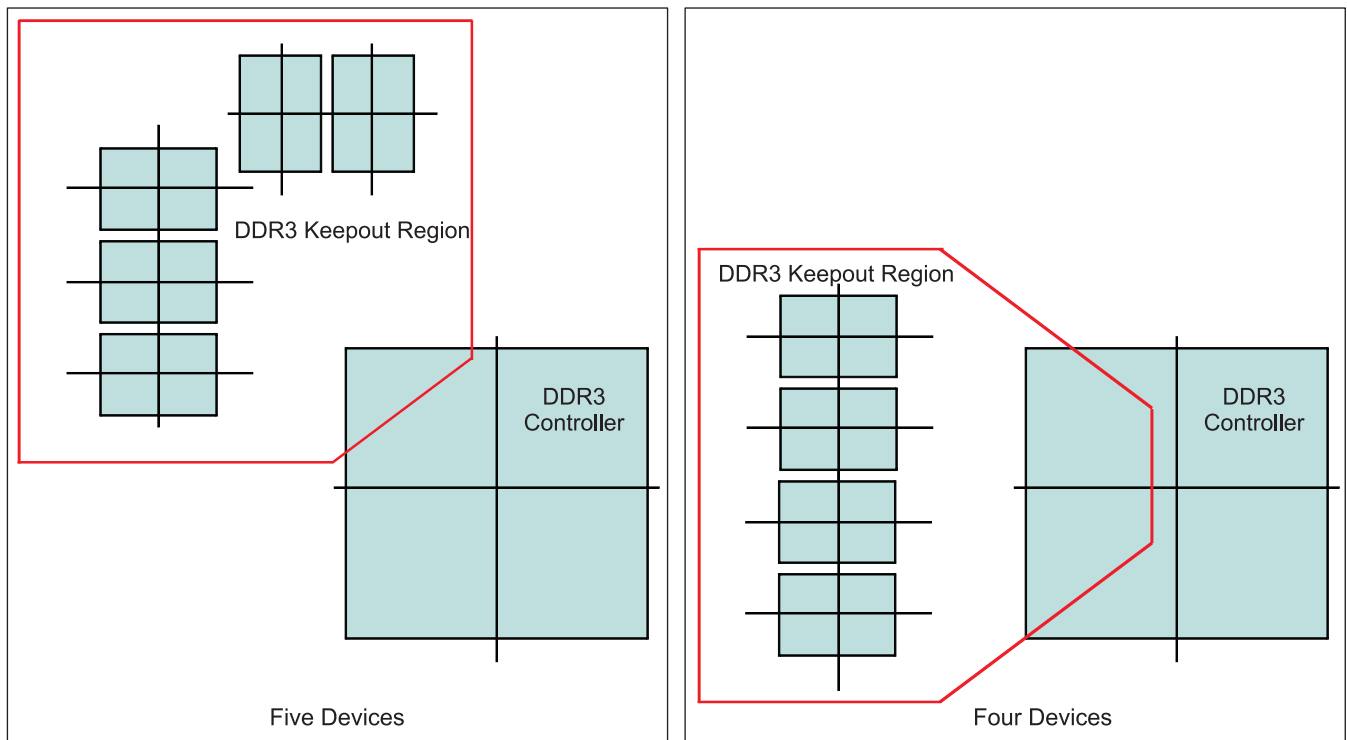 DDR3 Keepout Region
DDR3
Controller
Five Devices
DDR3 Keepout Region
DDR3
Controller
Four Devices